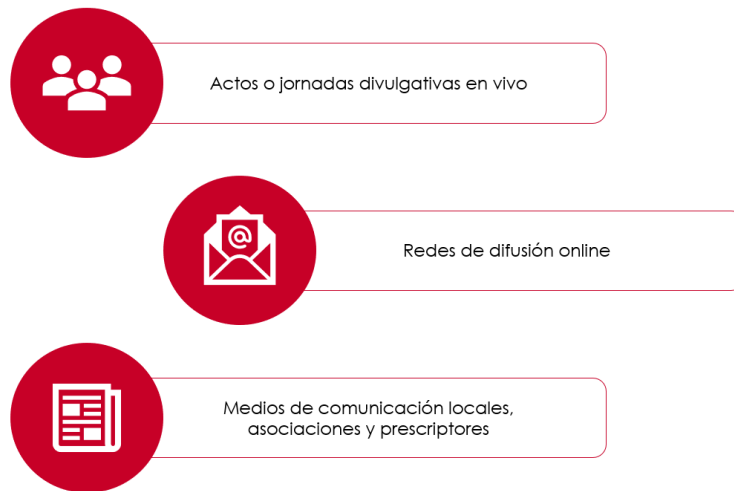 Actos o jornadas divulgativas en vivo
@
Redes de difusión online
Medios de comunicación locales,
asociaciones y prescriptores